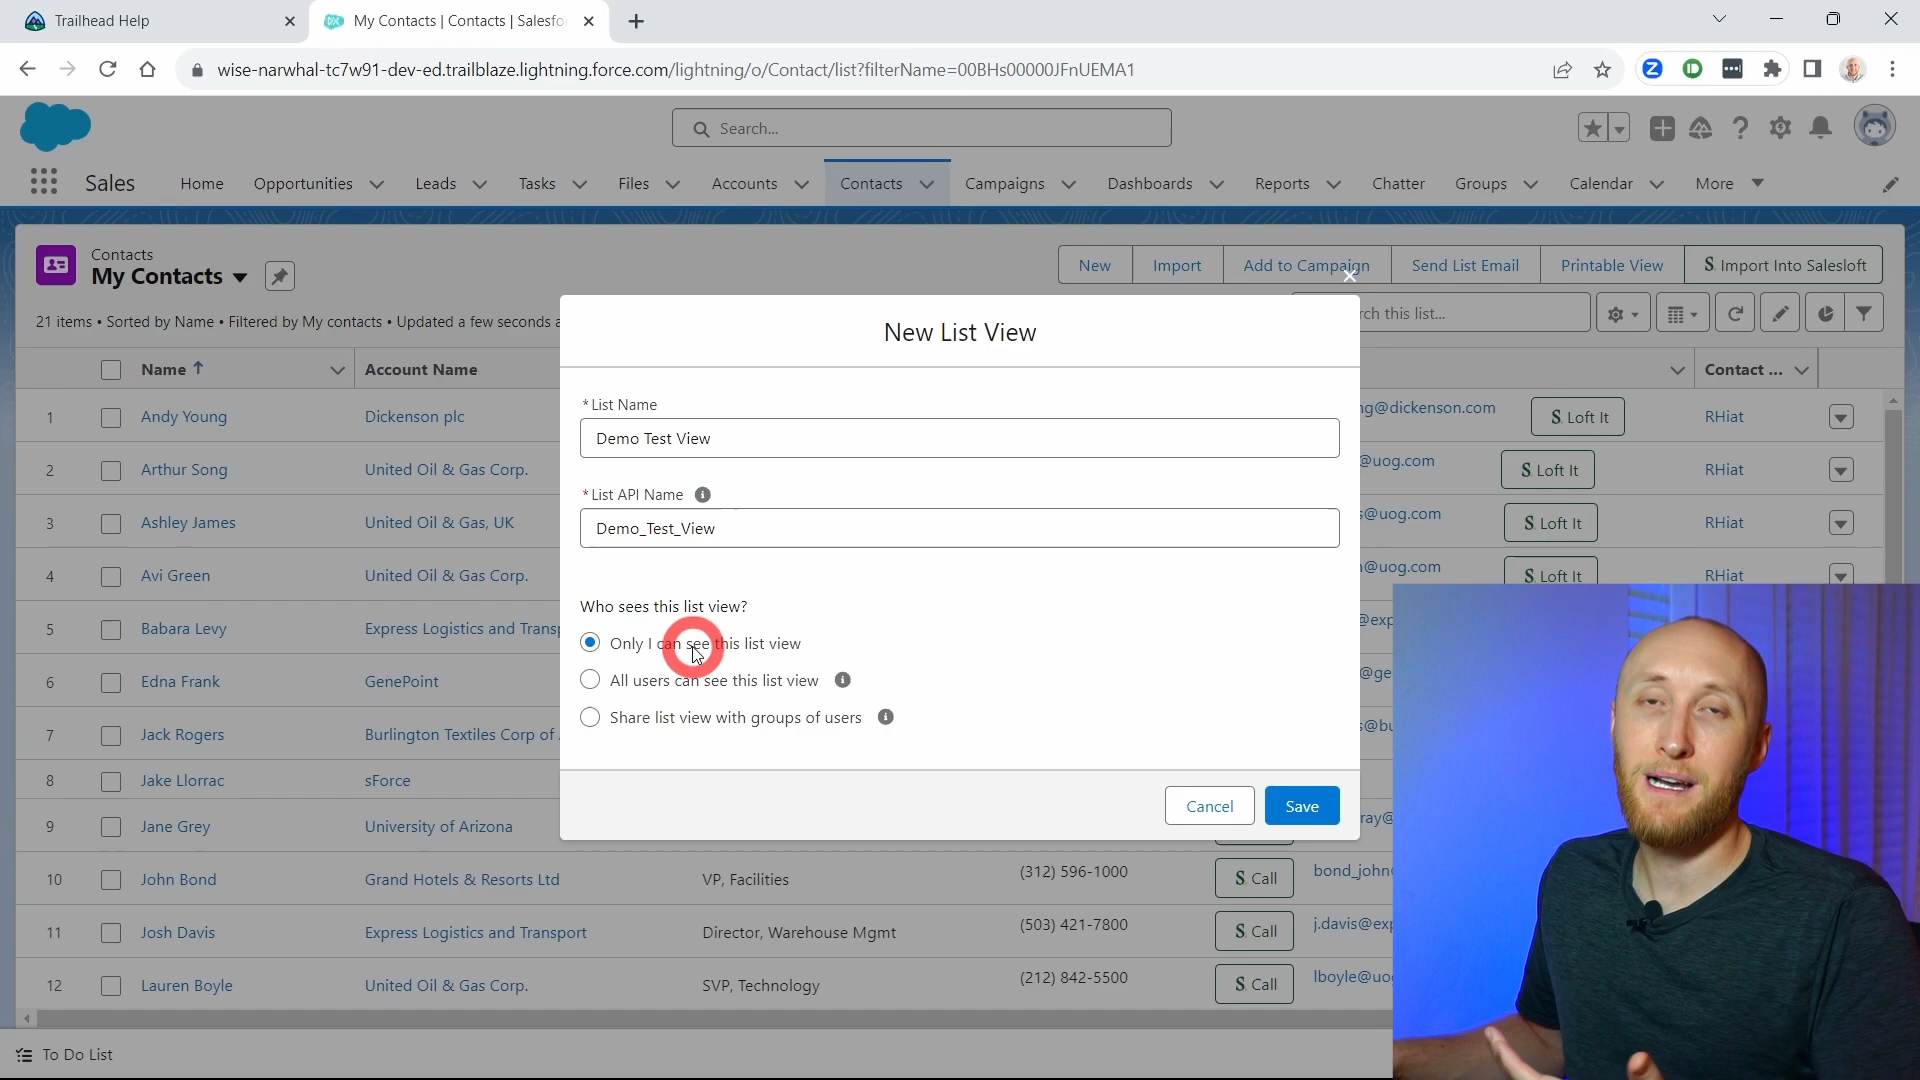 Trailhead Help
My Contacts | Contacts | Salesfo
wise-narwhal-tc7w91-dev-ed.trailblaze.lightning.force.com/lightning/o/Contact/list?filterName=00BHs00000JFnUEMA1
Search...
Sales Home Opportunities Leads Tasks Files Accounts Contacts Campaigns Dashboards Reports Chatter Groups Calendar More
Contacts
My Contacts
New Import Add to Campaign Send List Email Printable View S. Import Into Salesloft
21 items • Sorted by Name • Filtered by My contacts • Updated a few seconds a
rch this list...
Name Account Name Contact ...
1 Andy Young Dickenson plc ng@dickenson.com S. Loft It RHiat
2 Arthur Song United Oil & Gas Corp. @uog.com S. Loft It RHiat
3 Ashley James United Oil & Gas, UK s@uog.com S. Loft It RHiat
4 Avi Green United Oil & Gas Corp. @uog.com S. Loft It RHiat
5 Babara Levy Express Logistics and Transp @exp
6 Edna Frank GenePoint @ge
7 Jack Rogers Burlington Textiles Corp of s@bu
8 Jake Llorrac sForce
9 Jane Grey University of Arizona ray@
10 John Bond Grand Hotels & Resorts Ltd VP, Facilities (312) 596-1000 S. Call bond_john
11 Josh Davis Express Logistics and Transport Director, Warehouse Mgmt (503) 421-7800 S. Call j.davis@exp
12 Lauren Boyle United Oil & Gas Corp. SVP, Technology (212) 842-5500 S. Call lboyle@uo
New List View
* List Name
Demo Test View
* List API Name
Demo_Test_View
Who sees this list view?
Only I can see this list view
All users can see this list view
Share list view with groups of users
Cancel Save
To Do List